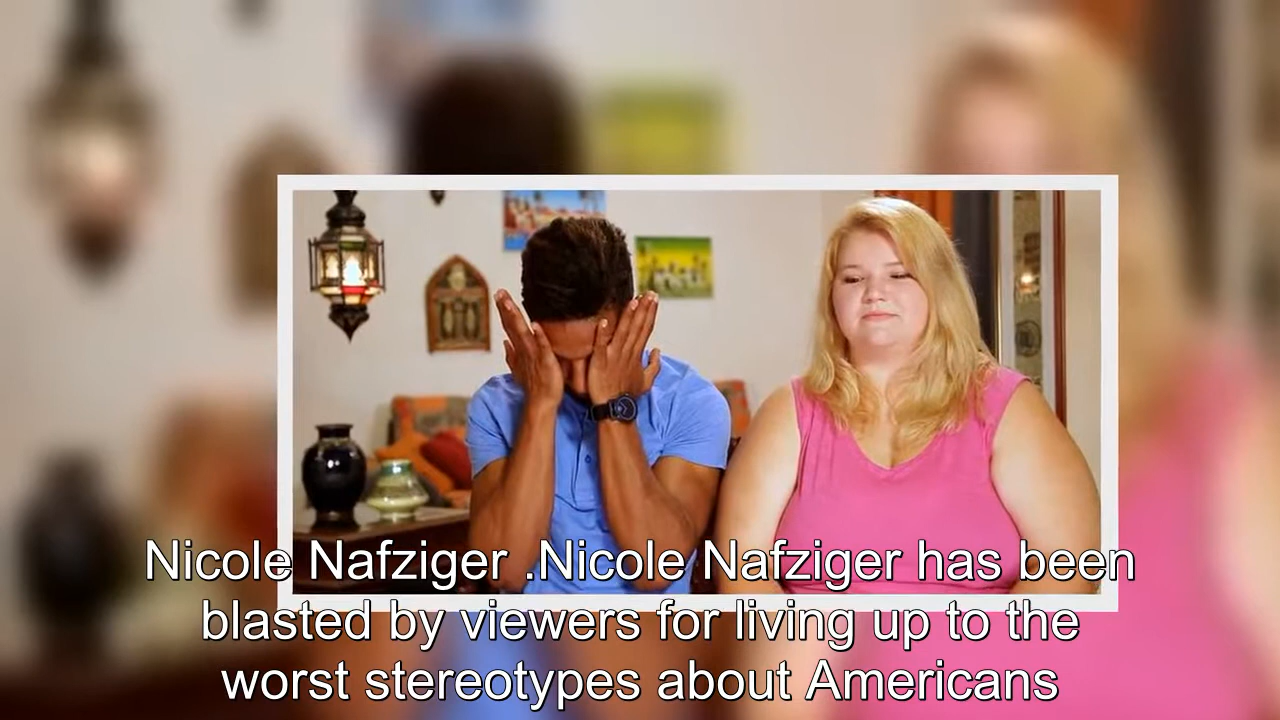 Nicole Nafziger .Nicole Nafziger has been
blasted by viewers for living up to the
worst stereotypes about Americans